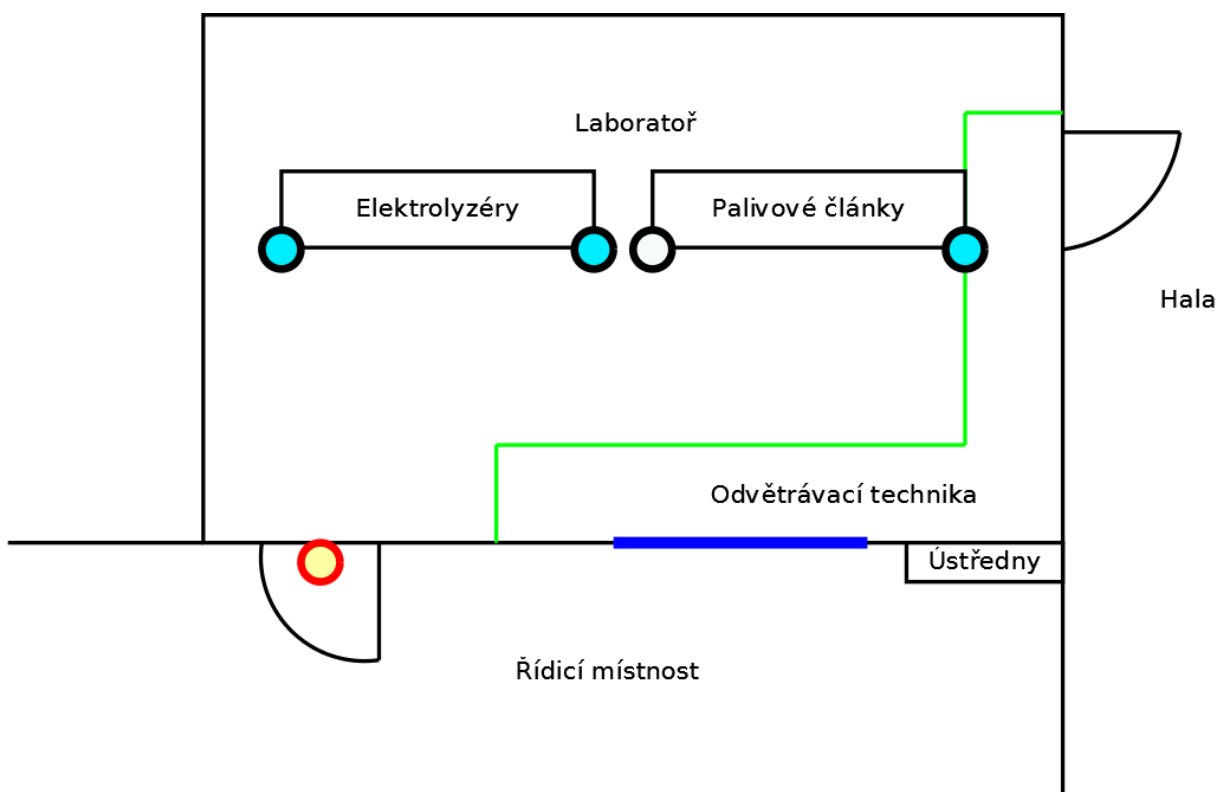 Laboratoř
Elektrolyzéry
Palivové články
Hala
Odvětrávací technika
Ústředny
Řídicí místnost